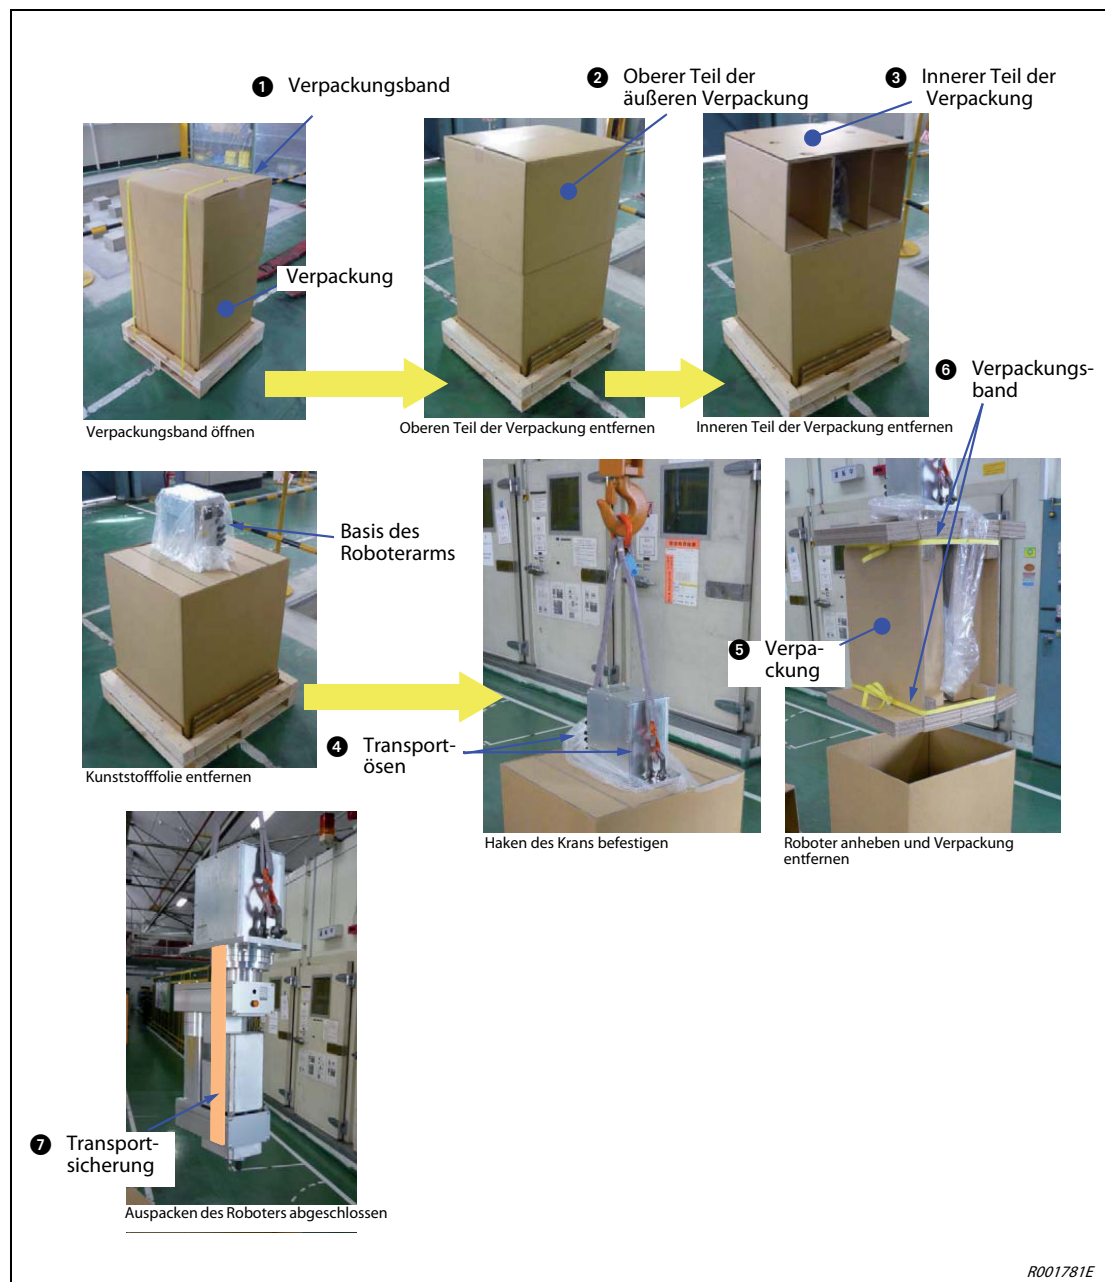 ❶ Verpackungsband
❷ Oberer Teil der
äußeren Verpackung
❸ Innerer Teil der
Verpackung
Verpackung
Verpackungsband öffnen
Oberen Teil der Verpackung entfernen
Inneren Teil der Verpackung entfernen
❻ Verpackungs-
band
Basis des
Roboterarms
❺ Verpa-
ckung
❹ Transport-
ösen
Kunststofffolie entfernen
Haken des Krans befestigen
Roboter anheben und Verpackung
entfernen
❼ Transport-
sicherung
Auspacken des Roboters abgeschlossen
R001781E